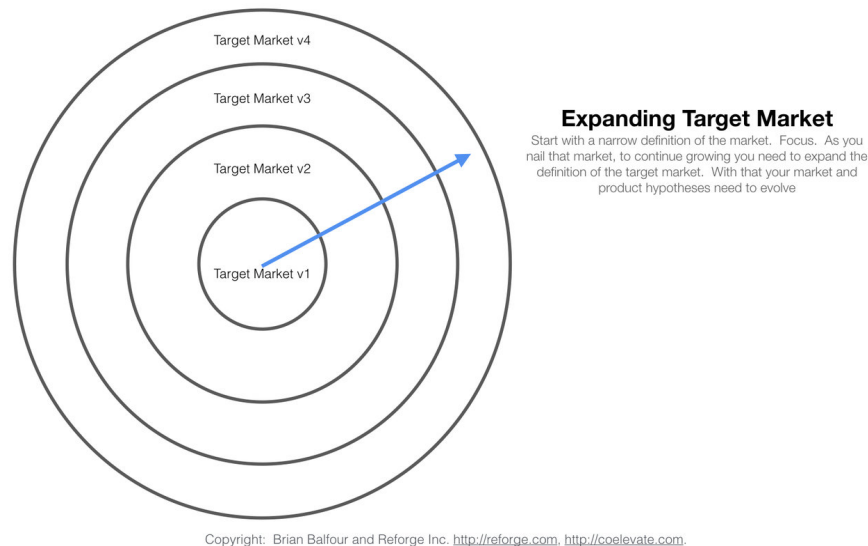 Target Market v4
Target Market v3
Target Market v2
Target Market v1
Expanding Target Market
Start with a narrow definition of the market.  Focus.  As you
nail that market, to continue growing you need to expand the
definition of the target market.  With that your market and
product hypotheses need to evolve
Copyright:  Brian Balfour and Reforge Inc. http://reforge.com, http://coelevate.com.